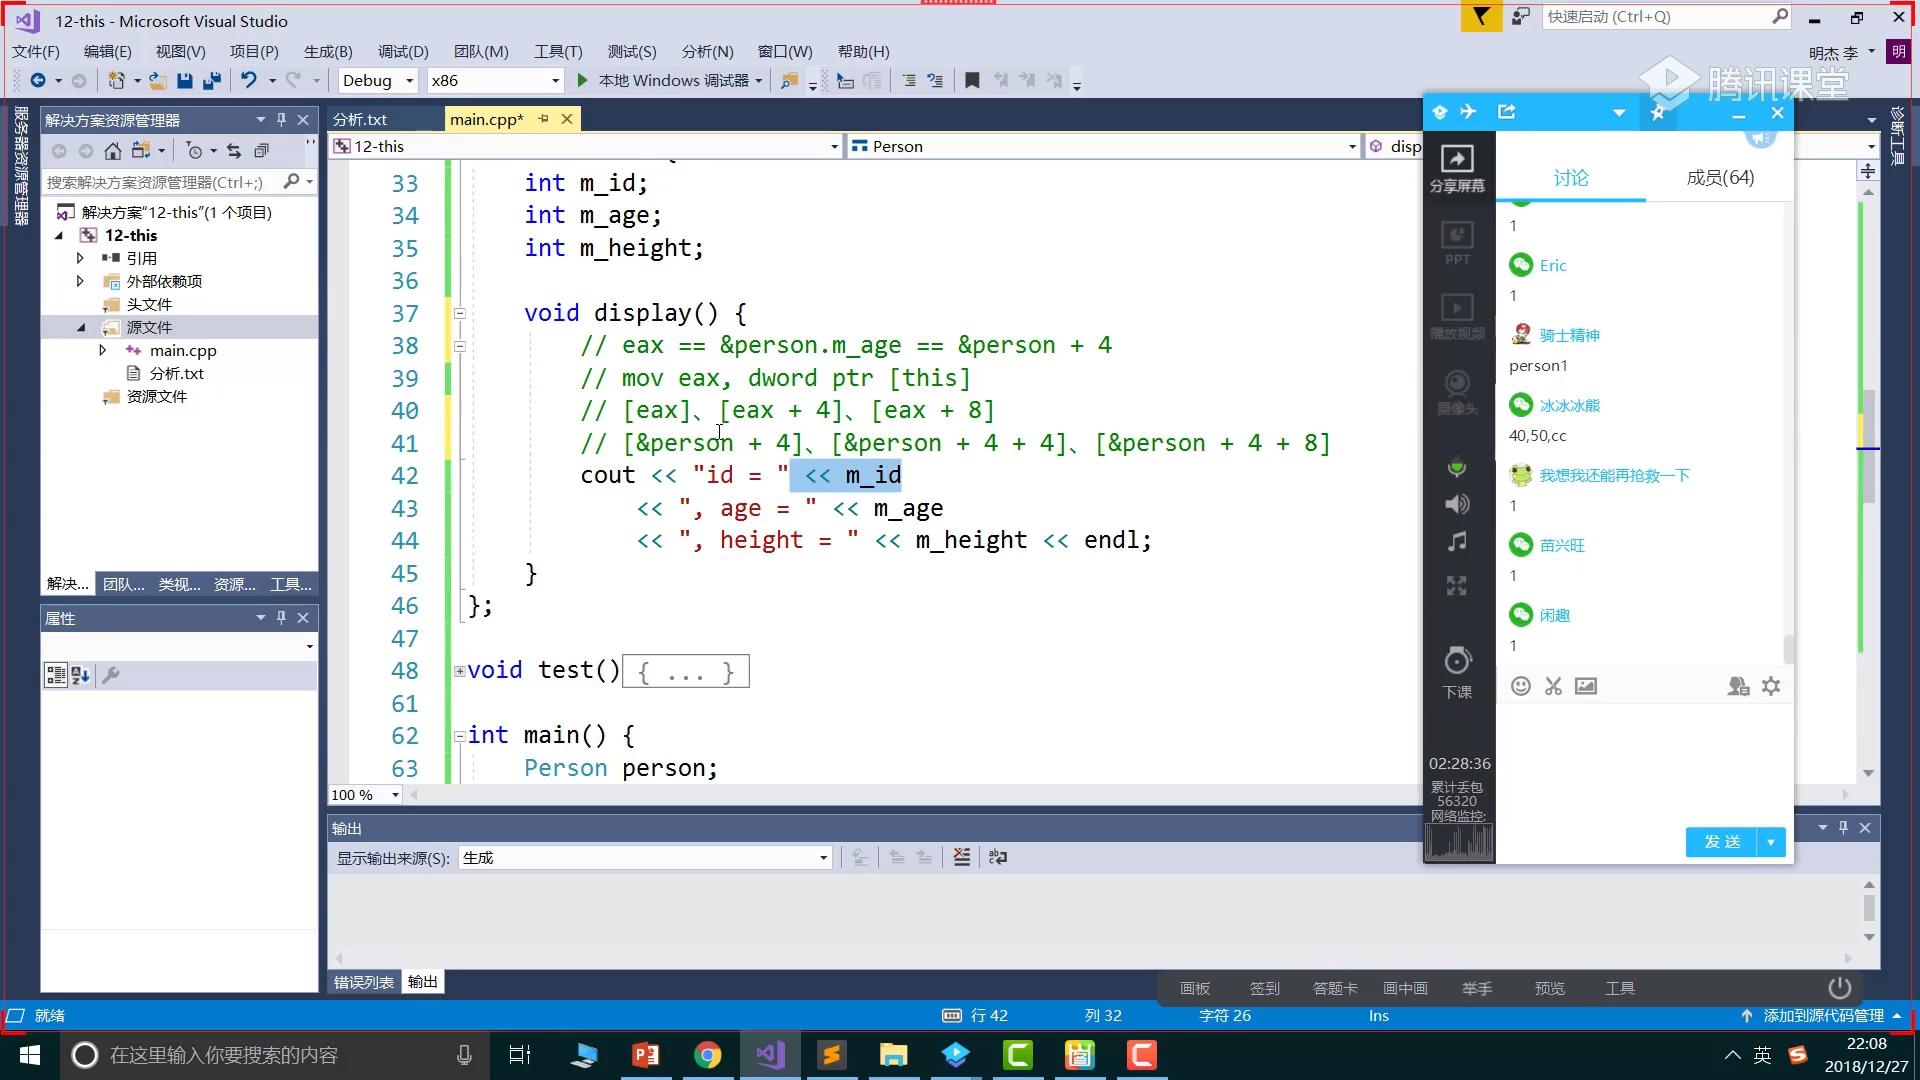 12-this - Microsoft Visual Studio
快速启动 (Ctrl+Q)
文件(F) 编辑(E) 视图(V) 项目(P) 生成(B) 调试(D) 团队(M) 工具(T) 测试(S) 分析(N) 窗口(W) 帮助(H)
明杰 李 明
Debug x86 本地 Windows 调试器
腾讯课堂
服务器资源管理器
诊断工具
解决方案资源管理器
搜索解决方案资源管理器(Ctrl+;)
解决方案"12-this"(1 个项目)
12-this
引用
外部依赖项
头文件
源文件
main.cpp
分析.txt
资源文件
解决... 团队... 类视... 资源... 工具...
属性
分析.txt main.cpp*
12-this Person disp
33 int m_id;
34 int m_age;
35 int m_height;
36
37 void display() {
38 // eax == &person.m_age == &person + 4
39 // mov eax, dword ptr [this]
40 // [eax]、[eax + 4]、[eax + 8]
41 // [&person + 4]、[&person + 4 + 4]、[&person + 4 + 8]
42 cout << "id = " << m_id
43 << ", age = " << m_age
44 << ", height = " << m_height << endl;
45 }
46 };
47
48 void test(){ ... }
61
62 int main() {
63 Person person;
100 %
输出
显示输出来源(S): 生成
错误列表 输出
分享屏幕
PPT
播放视频
摄像头
下课
02:28:36
累计丢包
56320
网络监控:
讨论 成员(64)
1
Eric
1
骑士精神
person1
冰冰冰熊
40,50,cc
我想我还能再抢救一下
1
苗兴旺
1
闲趣
1
发 送
画板 签到 答题卡 画中画 举手 预览 工具
就绪 行 42 列 32 字符 26 Ins 添加到源代码管理
在这里输入你要搜索的内容
英
22:08
2018/12/27